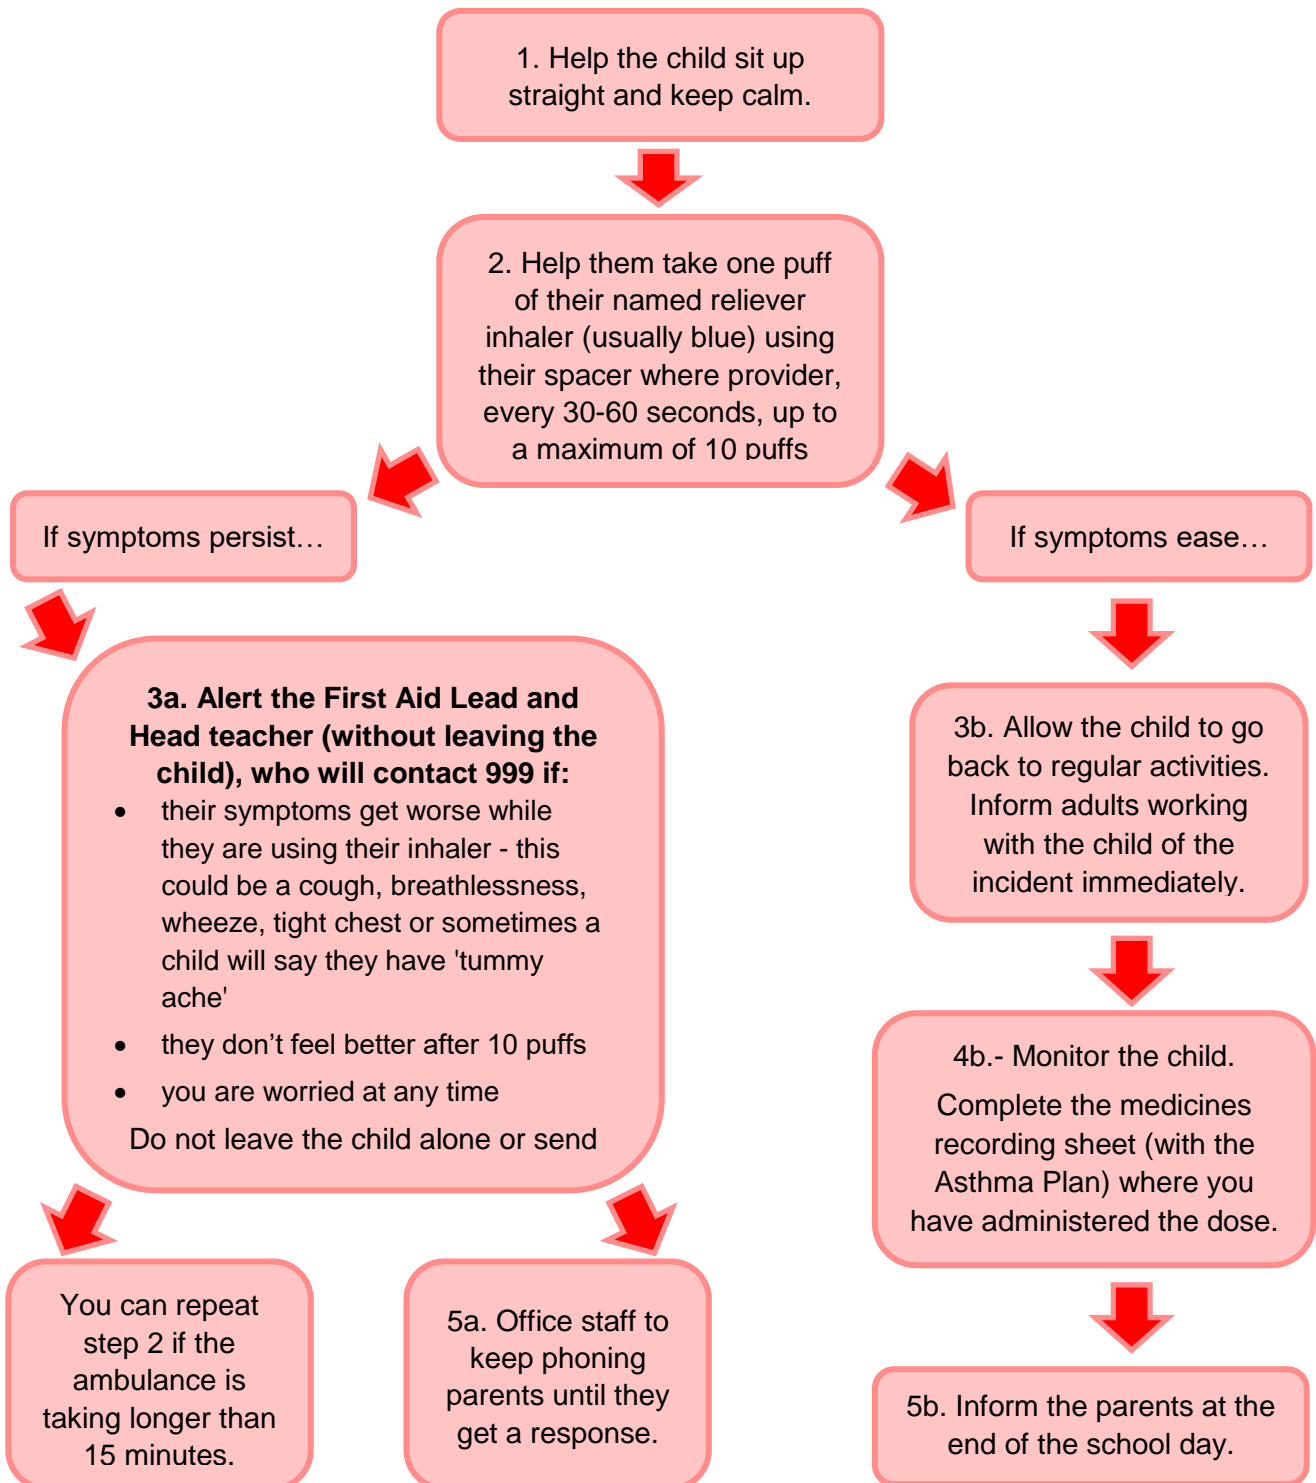 1. Help the child sit up
straight and keep calm.
2. Help them take one puff
of their named reliever
inhaler (usually blue) using
their spacer where provider,
every 30-60 seconds, up to
a maximum of 10 puffs
If symptoms persist…
If symptoms ease…
3a. Alert the First Aid Lead and
Head teacher (without leaving the
child), who will contact 999 if:
• their symptoms get worse while
they are using their inhaler - this
could be a cough, breathlessness,
wheeze, tight chest or sometimes a
child will say they have 'tummy
ache'
• they don’t feel better after 10 puffs
• you are worried at any time
Do not leave the child alone or send
3b. Allow the child to go
back to regular activities.
Inform adults working
with the child of the
incident immediately.
4b.- Monitor the child.
Complete the medicines
recording sheet (with the
Asthma Plan) where you
have administered the dose.
You can repeat
step 2 if the
ambulance is
taking longer than
15 minutes.
5a. Office staff to
keep phoning
parents until they
get a response.
5b. Inform the parents at the
end of the school day.